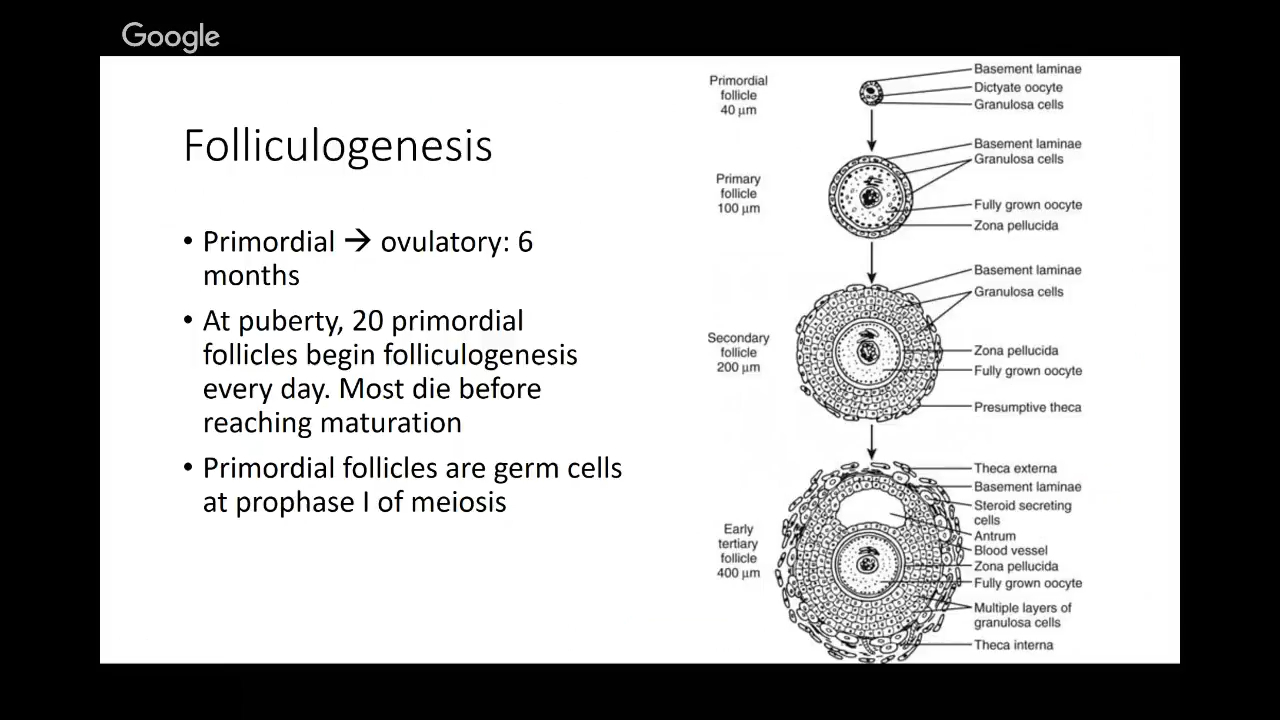 Google
Folliculogenesis
• Primordial → ovulatory: 6
months
• At puberty, 20 primordial
follicles begin folliculogenesis
every day. Most die before
reaching maturation
• Primordial follicles are germ cells
at prophase I of meiosis
Primordial
follicle
40 μm
Basement laminae
Dictyate oocyte
Granulosa cells
Primary
follicle
100 μm
Basement laminae
Granulosa cells
Fully grown oocyte
Zona pellucida
Secondary
follicle
200 μm
Basement laminae
Granulosa cells
Zona pellucida
Fully grown oocyte
Presumptive theca
Early
tertiary
follicle
400 μm
Theca externa
Basement laminae
Steroid secreting
cells
Antrum
Blood vessel
Zona pellucida
Fully grown oocyte
Multiple layers of
granulosa cells
Theca interna